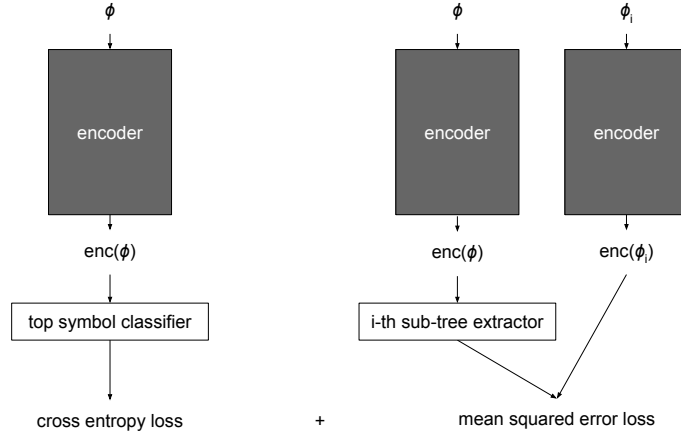 ϕ ϕ ϕi
encoder encoder encoder
enc(ϕ) enc(ϕ) enc(ϕi)
top symbol classifier i-th sub-tree extractor
cross entropy loss + mean squared error loss